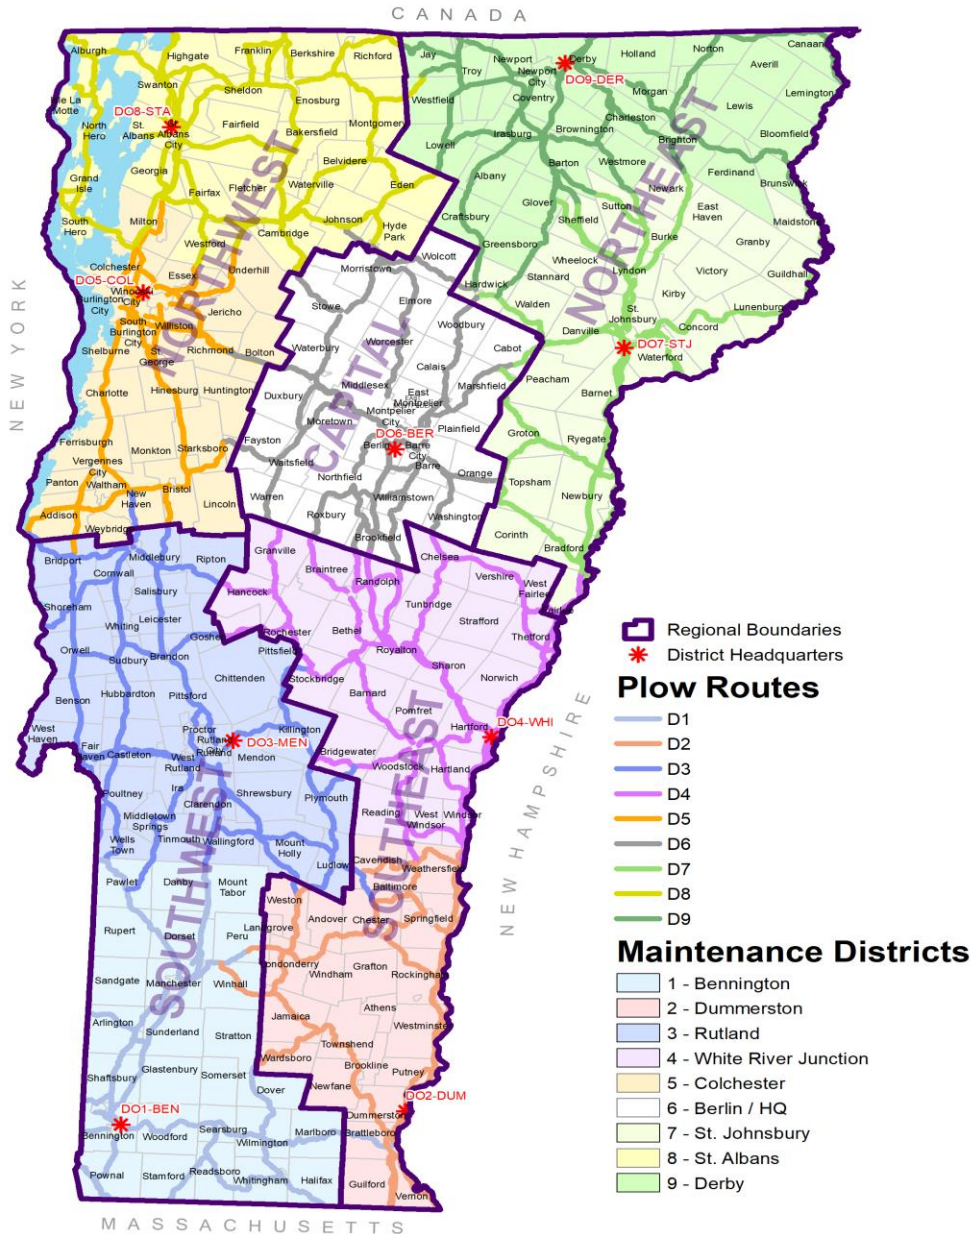 CANADA
Alburgh
Highgate
Franklin
Berkshire
Richford
Jay
Troy
Newport
Newport
City
Derby
DO9-DER
Holland
Norton
Canaan
Averill
Lemington
Swanton
Sheldon
Enosburg
Montgomery
Westfield
Coventry
Morgan
Charleston
Lewis
Bloomfield
DO8-STA
North
Hero
St.
Albans
Albans
City
Fairfield
Bakersfield
Lowell
Irasburg
Brownington
Brighton
Ferdinand
Brunswick
Georgia
Belvidere
Albany
Barton
Westmore
Newark
Grand
Isle
Fairfax
Fletcher
Waterville
Eden
Glover
Sutton
Sheffield
East
Haven
Maidstone
South
Hero
Milton
Johnson
Cambridge
Hyde
Park
Craftsbury
Greensboro
Burke
Granby
Westford
Wolcott
Wheelock
Stannard
Lyndon
Victory
Guildhall
Colchester
DO5-COL
Essex
Underhill
Morristown
Hardwick
Kirby
Burlington
City
Jericho
Stowe
Elmore
Walden
St.
Johnsbury
Lunenburg
South
Burlington
City
Williston
Woodbury
Danville
Concord
Shelburne
St.
George
Richmond
Bolton
Waterbury
Worcester
Cabot
DO7-STJ
Waterford
Charlotte
Hinesburg
Huntington
Duxbury
Middlesex
Calais
East
Montpelier
Marshfield
Peacham
Barnet
Montpelier
City
Moretown
DO6-BER
Plainfield
Groton
Ryegate
Ferrisburgh
Monkton
Starksboro
Fayston
Waitsfield
Berlin
Barre
City
Barre
Orange
Vergennes
City
Panton
Waltham
New
Haven
Bristol
Lincoln
Warren
Northfield
Williamstown
Topsham
Newbury
Addison
Weybridge
Roxbury
Washington
Brookfield
Corinth
Bradford
NORTHWEST
NORTHEAST
CAPITAL
NEW YORK
Bridport
Middlebury
Ripton
Granville
Braintree
Randolph
Chelsea
Vershire
West
Fairlee
Cornwall
Salisbury
Hancock
Tunbridge
Strafford
Shoreham
Leicester
Whiting
Goshen
Rochester
Bethel
Thetford
Orwell
Sudbury
Brandon
Pittsfield
Stockbridge
Royalton
Sharon
Norwich
Chittenden
Hubbardton
Pittsford
Benson
Barnard
Pomfret
West
Haven
Proctor
Rutland
City
DO3-MEN
Killington
Hartford
DO4-WHI
Fair
Haven
Castleton
West
Rutland
Rutland
Mendon
Bridgewater
Woodstock
Hartland
Poultney
Ira
Clarendon
Shrewsbury
Plymouth
Reading
West
Windsor
Windsor
Middletown
Springs
Wells
Town
Tinmouth
Wallingford
Mount
Holly
Ludlow
Cavendish
Weathersfield
Baltimore
Pawlet
Danby
Mount
Tabor
Weston
Andover
Chester
Springfield
Rupert
Dorset
Peru
Landgrove
Londonderry
Windham
Grafton
Rockingham
Sandgate
Manchester
Winhall
Arlington
Sunderland
Stratton
Jamaica
Athens
Westminster
Townshend
Brookline
Wardsboro
Shaftsbury
Glastenbury
Somerset
Dover
Newfane
Putney
DO2-DUM
DO1-BEN
Searsburg
Dummerston
Bennington
Woodford
Wilmington
Marlboro
Brattleboro
Pownal
Stamford
Readsboro
Whitingham
Halifax
Guilford
Vernon
SOUTHWEST
SOUTHEAST
NEW HAMPSHIRE
MASSACHUSETTS
Regional Boundaries
District Headquarters
Plow Routes
D1
D2
D3
D4
D5
D6
D7
D8
D9
Maintenance Districts
1 - Bennington
2 - Dummerston
3 - Rutland
4 - White River Junction
5 - Colchester
6 - Berlin / HQ
7 - St. Johnsbury
8 - St. Albans
9 - Derby